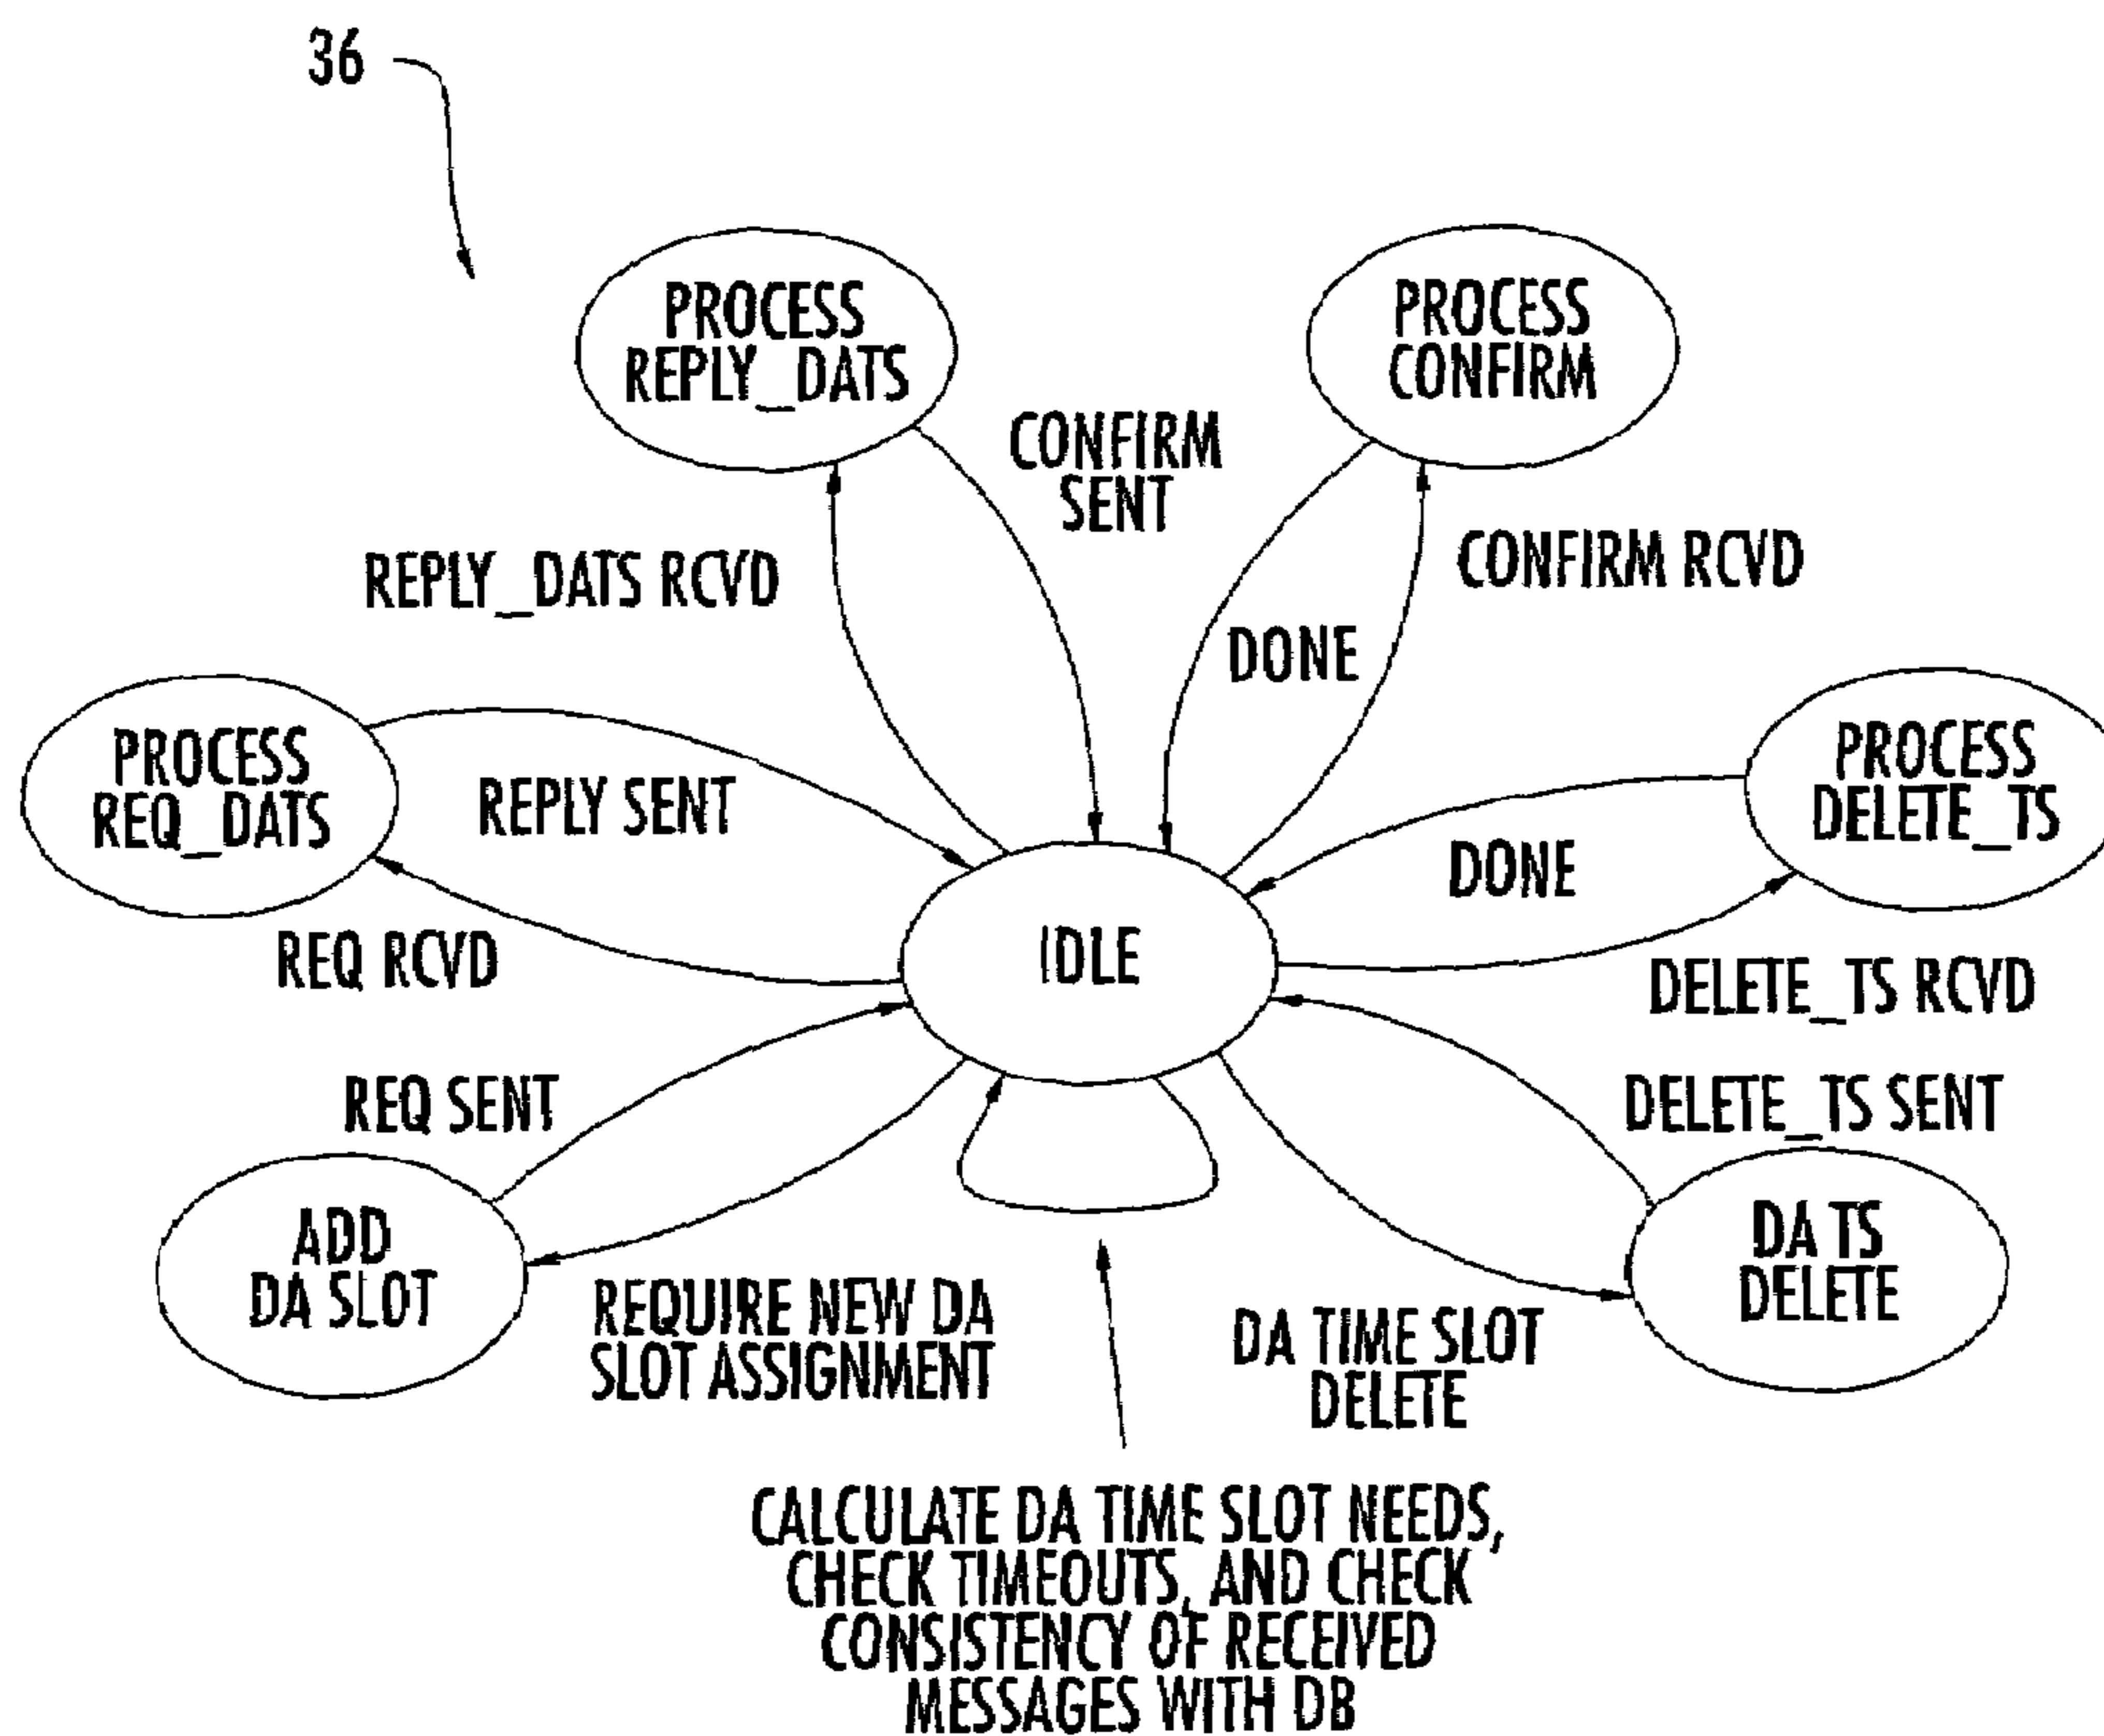 36
PROCESS
REPLY_DATS
PROCESS
CONFIRM
CONFIRM
SENT
REPLY_DATS RCVD
CONFIRM RCVD
DONE
PROCESS
REQ_DATS
REPLY SENT
PROCESS
DELETE_TS
DONE
REQ RCVD
IDLE
DELETE_TS RCVD
REQ SENT
DELETE_TS SENT
ADD
DA SLOT
DA TS
DELETE
REQUIRE NEW DA
SLOT ASSIGNMENT
DA TIME SLOT
DELETE
CALCULATE DA TIME SLOT NEEDS,
CHECK TIMEOUTS, AND CHECK
CONSISTENCY OF RECEIVED
MESSAGES WITH DB